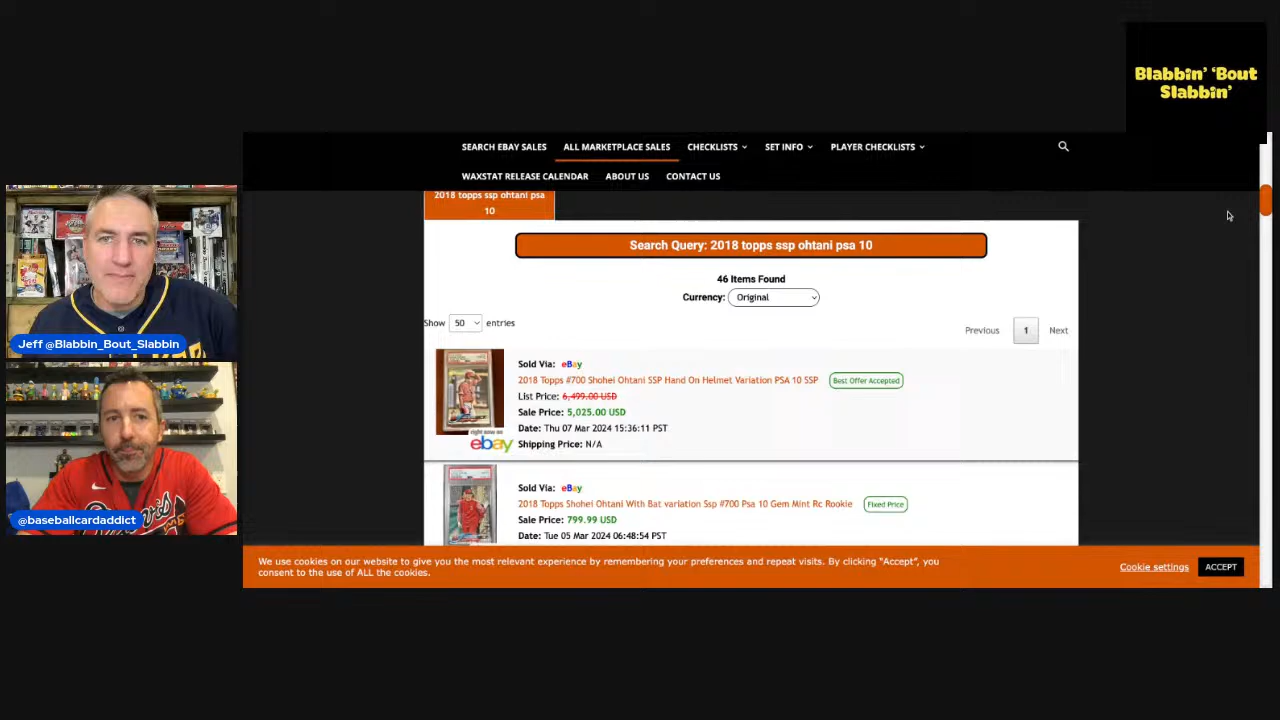 Blabbin' 'Bout
Slabbin'
SEARCH EBAY SALES
ALL MARKETPLACE SALES
CHECKLISTS
SET INFO
PLAYER CHECKLISTS
WAXSTAT RELEASE CALENDAR
ABOUT US
CONTACT US
2018 topps ssp ohtani psa
10
Search Query: 2018 topps ssp ohtani psa 10
46 Items Found
Currency: Original
Show 50 entries
Previous 1 Next
Sold Via: eBay
2018 Topps #700 Shohei Ohtani SSP Hand On Helmet Variation PSA 10 SSP
Best Offer Accepted
List Price: 6,499.00 USD
Sale Price: 5,025.00 USD
Date: Thu 07 Mar 2024 15:36:11 PST
right now on
ebay
Shipping Price: N/A
Sold Via: eBay
2018 Topps Shohei Ohtani With Bat variation Ssp #700 Psa 10 Gem Mint Rc Rookie
Fixed Price
Sale Price: 799.99 USD
Date: Tue 05 Mar 2024 06:48:54 PST
We use cookies on our website to give you the most relevant experience by remembering your preferences and repeat visits. By clicking “Accept”, you
consent to the use of ALL the cookies.
Cookie settings
ACCEPT
Jeff @Blabbin_Bout_Slabbin
@baseballcardaddict